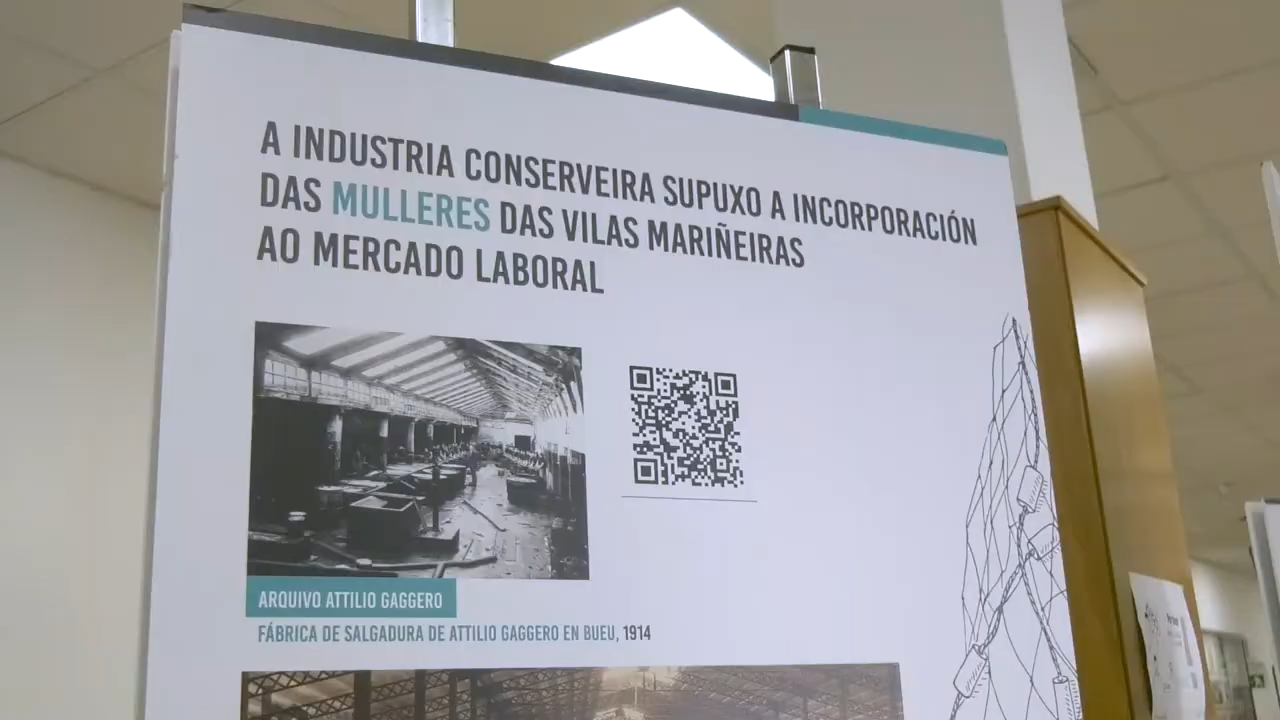 A INDUSTRIA CONSERVEIRA SUPUXO A INCORPORACIÓN
DAS MULLERES DAS VILAS MARIÑEIRAS
AO MERCADO LABORAL
ARQUIVO ATTILIO GAGGERO
FÁBRICA DE SALGADURA DE ATTILIO GAGGERO EN BUEU, 1914